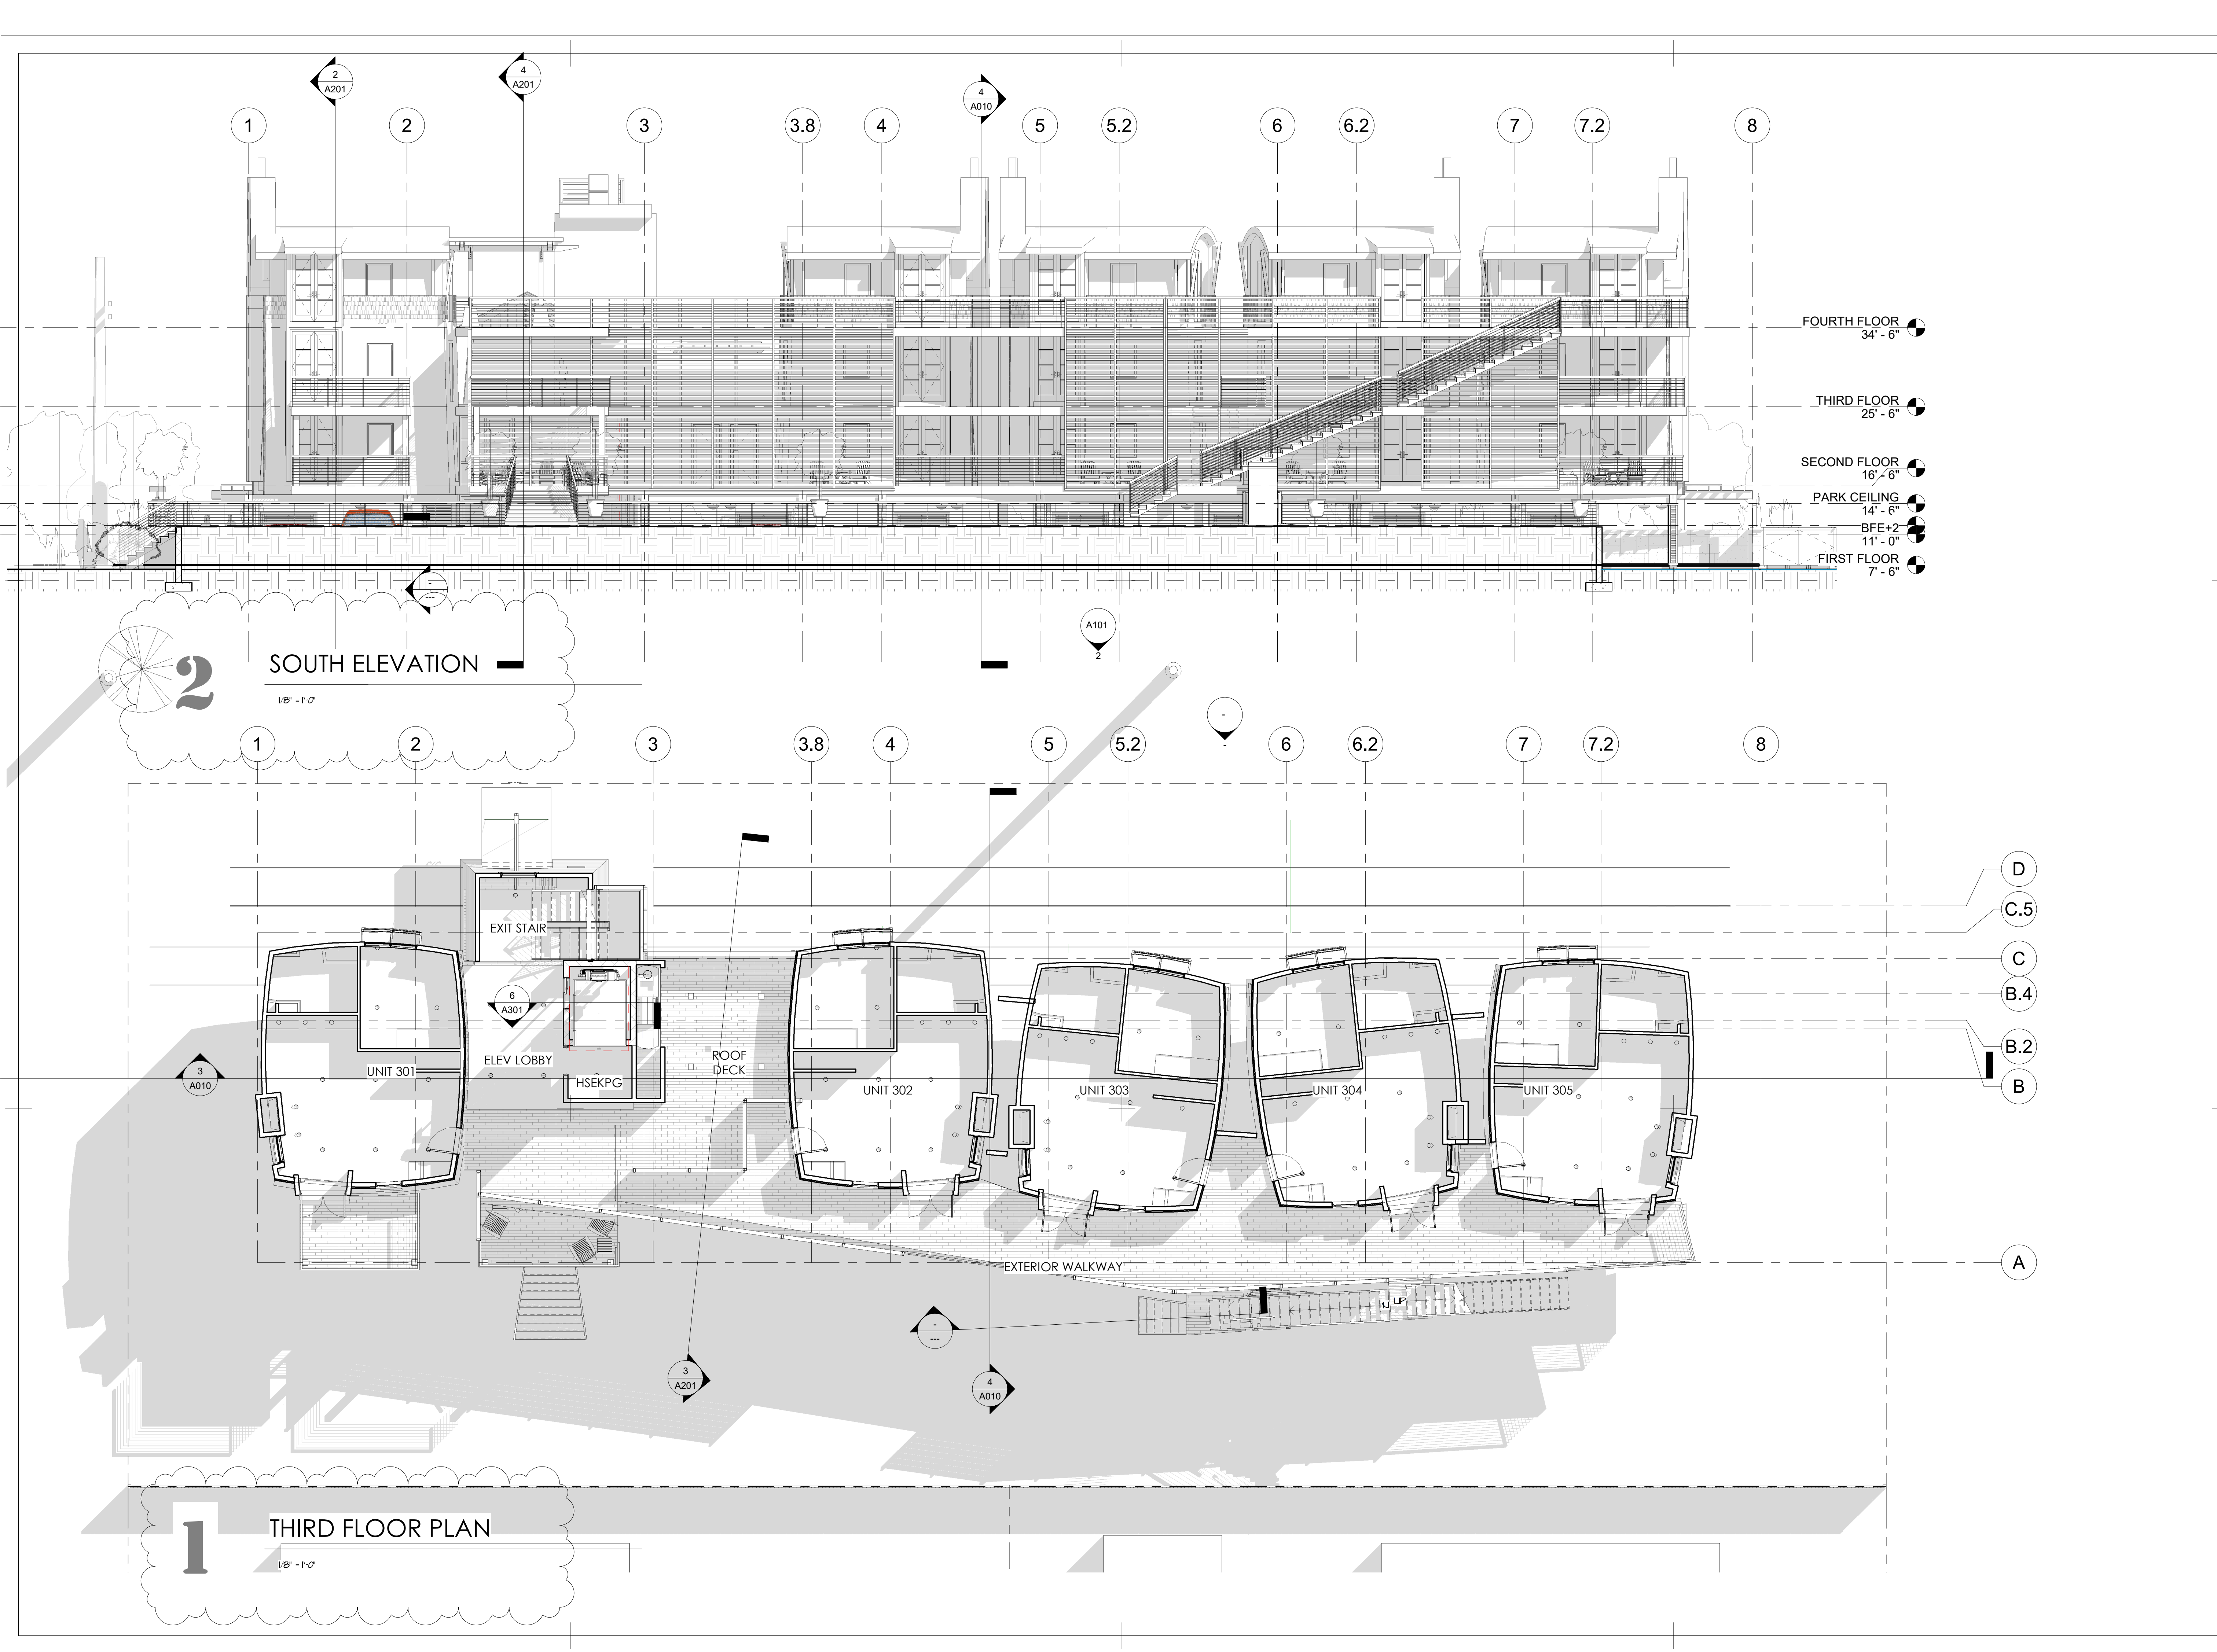 2
A201
4
A201
4
A010
1
2
3
3.8
4
5
5.2
6
6.2
7
7.2
8
FOURTH FLOOR
34' - 6"
THIRD FLOOR
25' - 6"
SECOND FLOOR
16' - 6"
PARK CEILING
14' - 6"
BFE+2
11' - 0"
FIRST FLOOR
7' - 6"
-
---
A101
2
2
SOUTH ELEVATION
1/8" = 1'-0"
-
-
1
2
3
3.8
4
5
5.2
6
6.2
7
7.2
8
D
C.5
C
B.4
B.2
B
A
EXIT STAIR
6
A301
ELEV LOBBY
HSEKPG
ROOF
DECK
3
A010
UNIT 301
UNIT 302
UNIT 303
UNIT 304
UNIT 305
EXTERIOR WALKWAY
UP
-
---
3
A201
4
A010
1
THIRD FLOOR PLAN
1/8" = 1'-0"